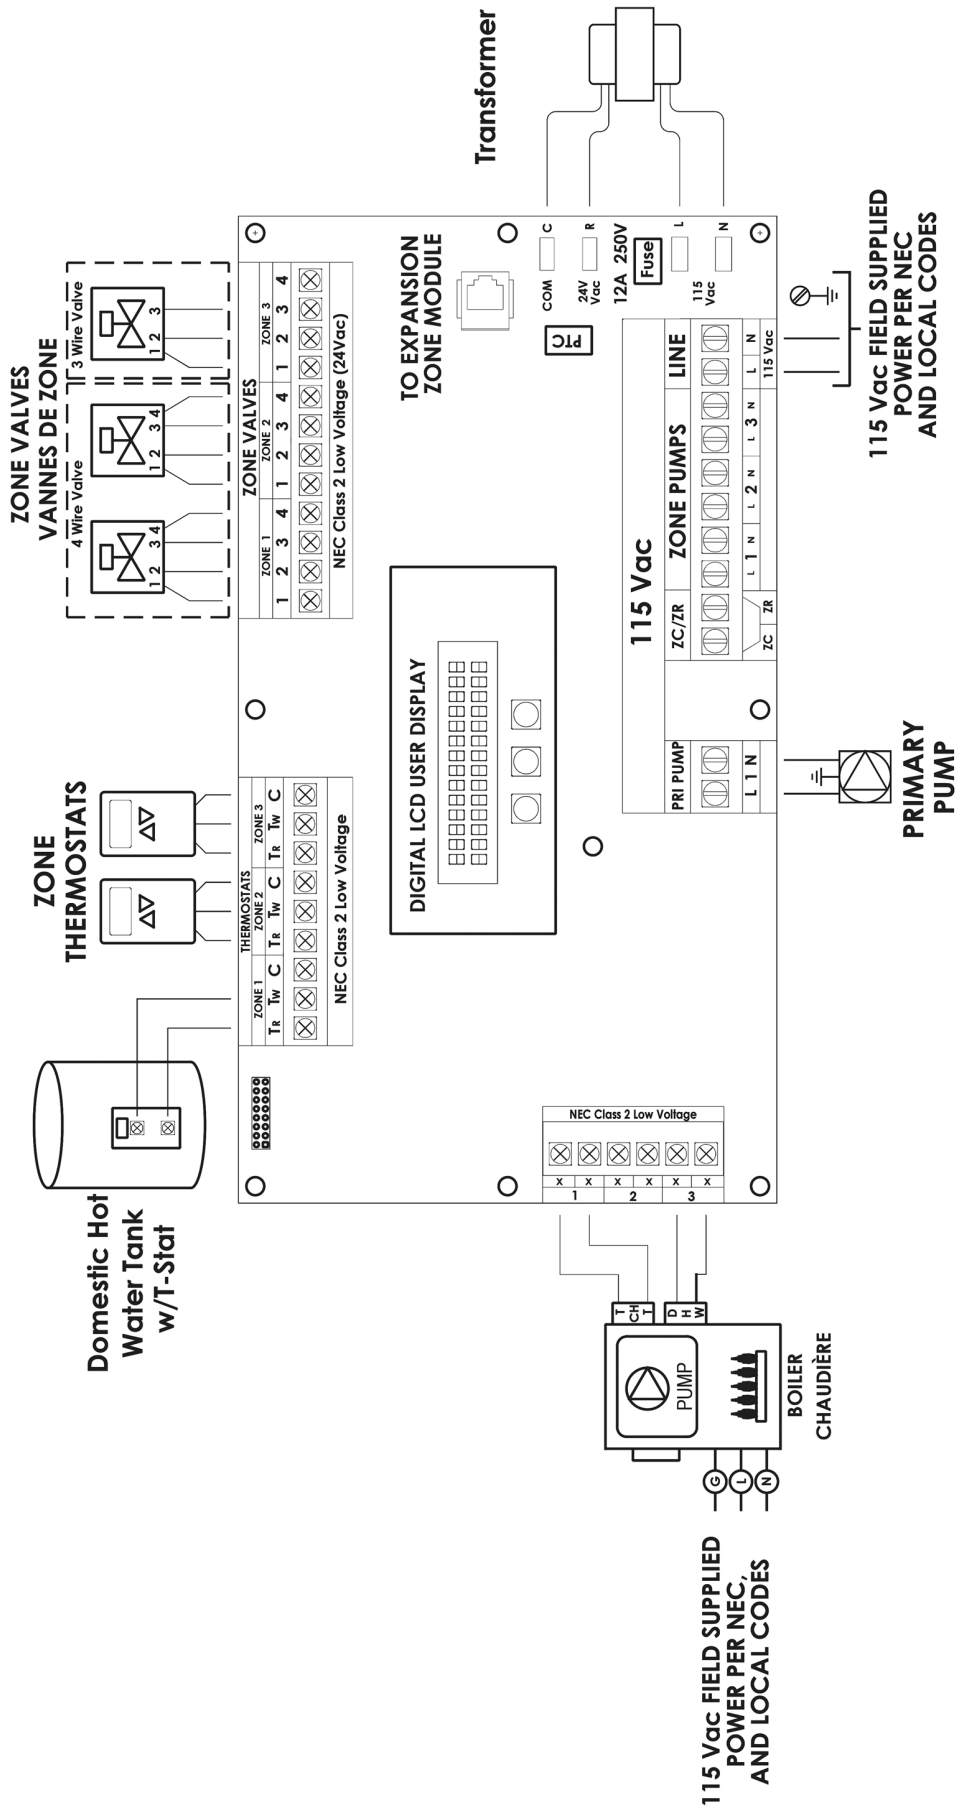 ZONE VALVES
VANNES DE ZONE
4 Wire Valve
3 Wire Valve
1 2 3 4
1 2 3 4
1 2 3
ZONE
THERMOSTATS
Domestic Hot
Water Tank
w/T-Stat
THERMOSTATS
ZONE 1
ZONE 2
ZONE 3
TR TW C
TR TW C
TR TW C
NEC Class 2 Low Voltage
ZONE VALVES
ZONE 1
ZONE 2
ZONE 3
1 2 3 4
1 2 3 4
1 2 3 4
NEC Class 2 Low Voltage (24Vac)
DIGITAL LCD USER DISPLAY
TO EXPANSION
ZONE MODULE
Transformer
COM
C
PTC
24V
Vac
R
12A 250V
Fuse
115
Vac
L
N
NEC Class 2 Low Voltage
x x x x x x
1 2 3
T
CH
T
D
H
W
PUMP
BOILER
CHAUDIÈRE
G
L
N
115 Vac FIELD SUPPLIED
POWER PER NEC,
AND LOCAL CODES
115 Vac
PRI PUMP
L 1 N
ZC/ZR
ZC
ZR
ZONE PUMPS
L 1 N
L 2 N
L 3 N
LINE
L N
115 Vac
PRIMARY
PUMP
115 Vac FIELD SUPPLIED
POWER PER NEC
AND LOCAL CODES